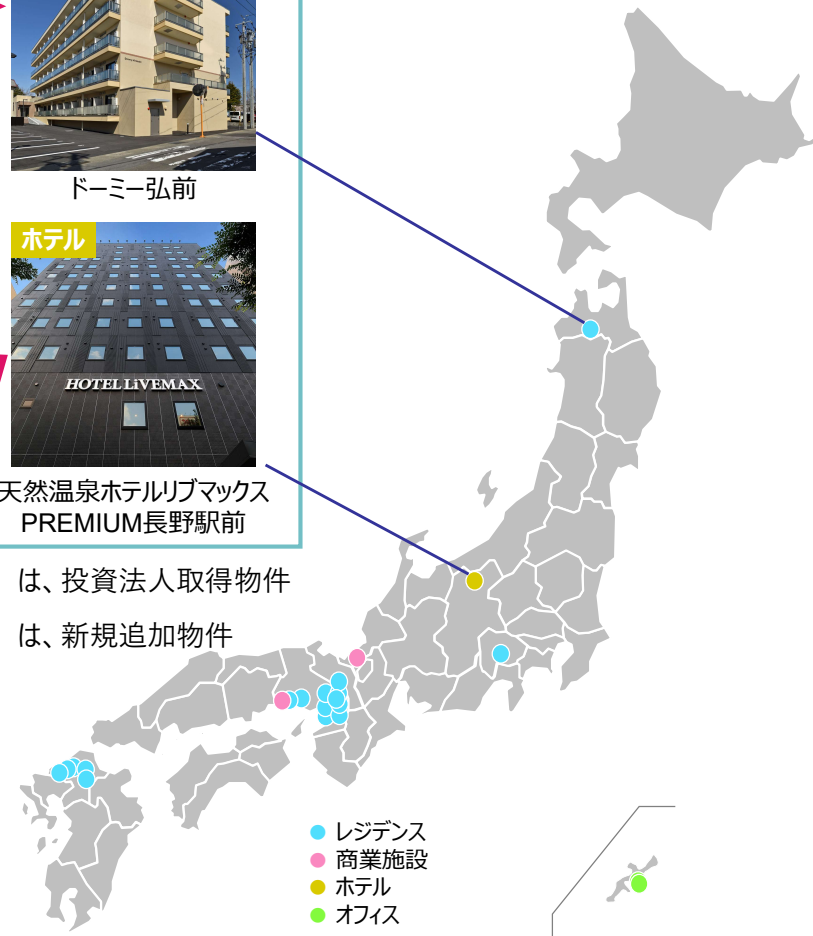 ドーミー弘前
ホテル
HOTEL LiVEMAX
天然温泉ホテルリブマックス
PREMIUM長野駅前
は、投資法人取得物件
は、新規追加物件
レジデンス
商業施設
ホテル
オフィス